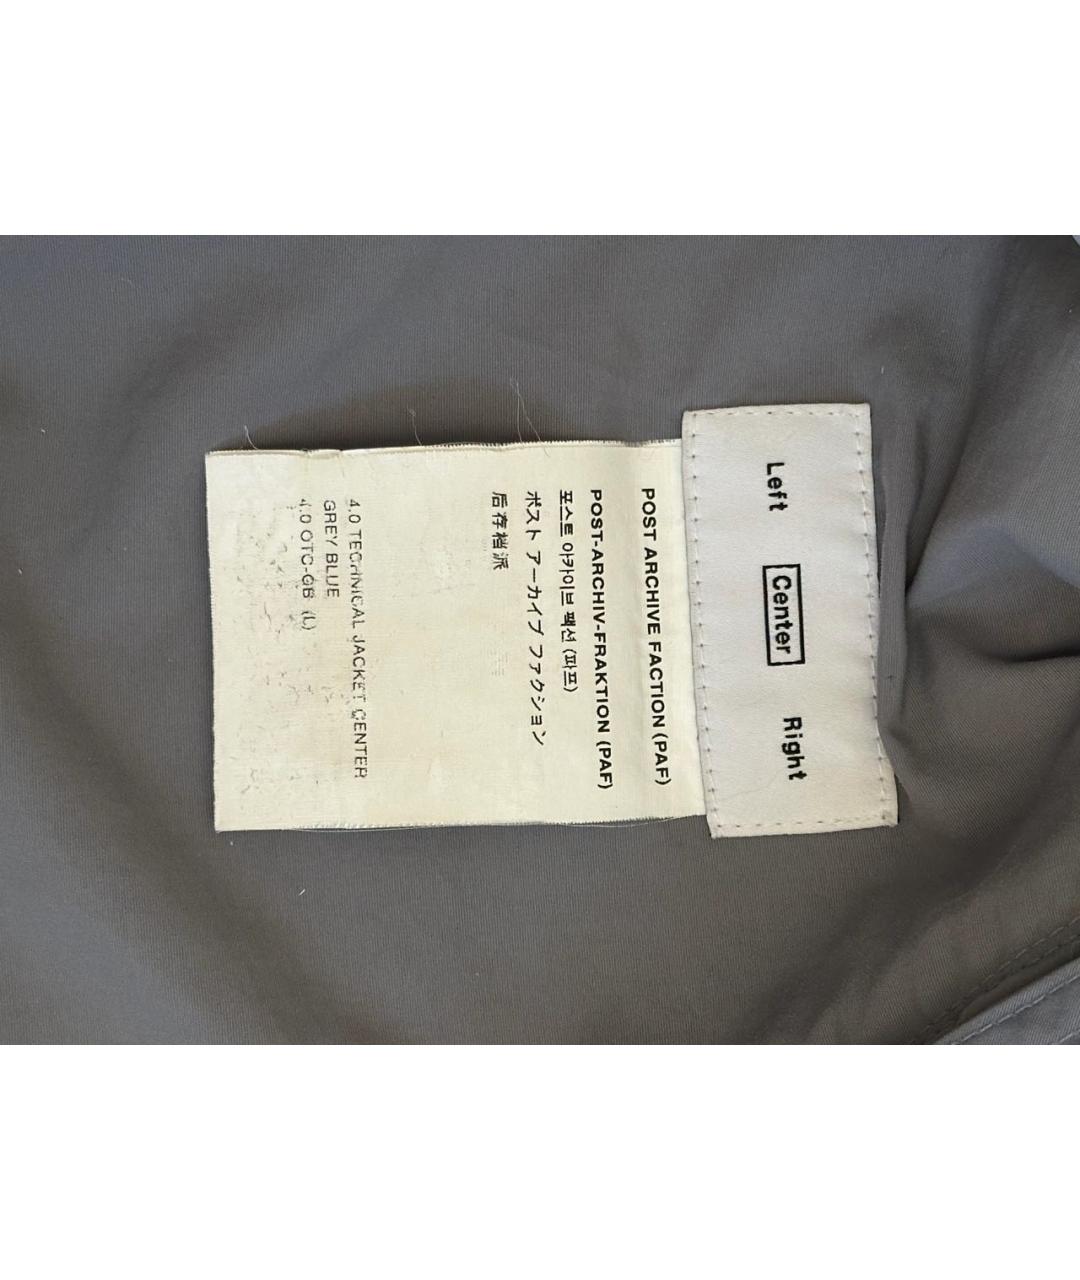 Left Center Right
POST ARCHIVE FACTION (PAF)
POST-ARCHIV-FRAKTION (PAF)
포스트 아카이브 팩션 (파프)
ポスト アーカイブ ファクション
后存档派
4.0 TECHNICAL JACKET CENTER
GREY BLUE
4.0 OTC-GB (L)